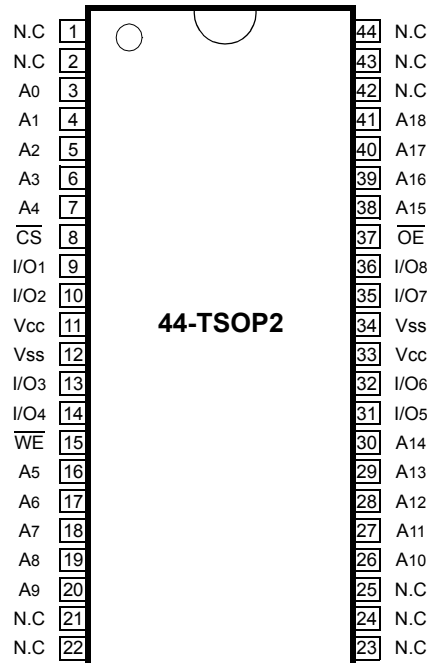 N.C 1 44 N.C
N.C 2 43 N.C
A0 3 42 N.C
A1 4 41 A18
A2 5 40 A17
A3 6 39 A16
A4 7 38 A15
C̅S̅ 8 37 O̅E̅
I/O1 9 36 I/O8
I/O2 10 35 I/O7
Vcc 11 44-TSOP2 34 Vss
Vss 12 33 Vcc
I/O3 13 32 I/O6
I/O4 14 31 I/O5
W̅E̅ 15 30 A14
A5 16 29 A13
A6 17 28 A12
A7 18 27 A11
A8 19 26 A10
A9 20 25 N.C
N.C 21 24 N.C
N.C 22 23 N.C